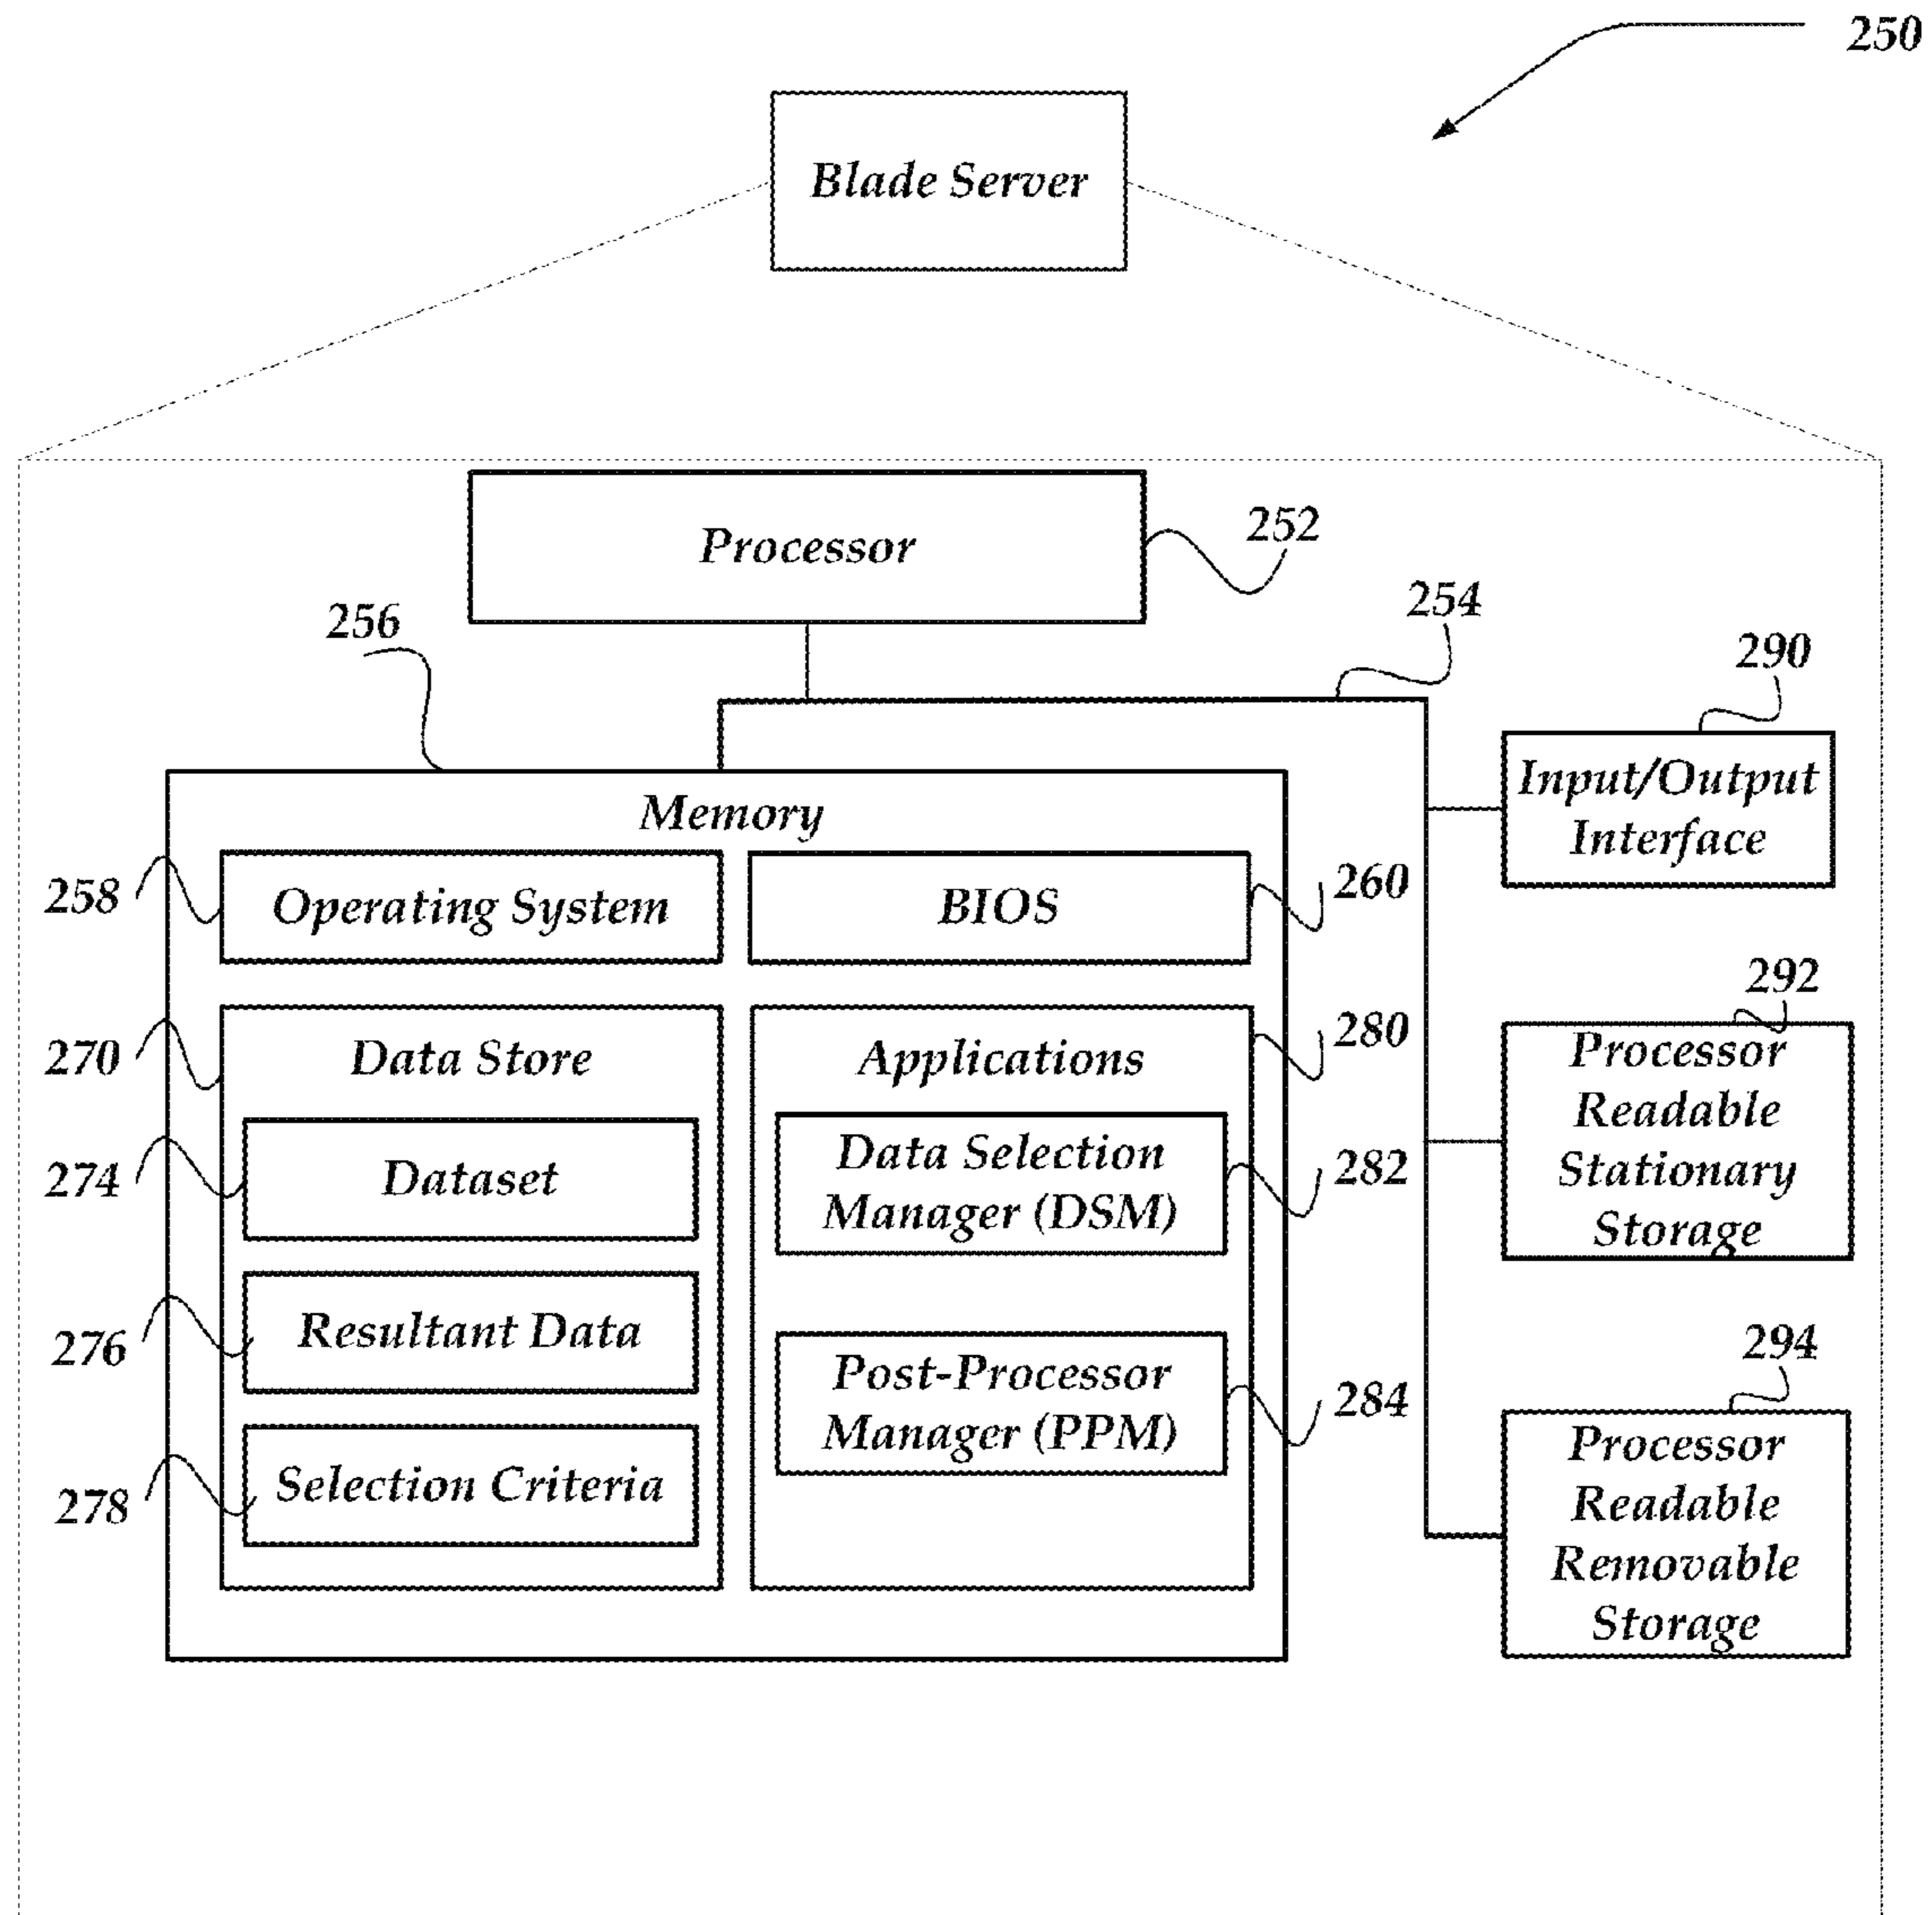 250
Blade Server
Processor
252
254
256
290
Input/Output
Interface
Memory
258
Operating System
BIOS
260
292
Processor
Readable
Stationary
Storage
270
Data Store
Applications
280
274
Dataset
Data Selection
Manager (DSM)
282
276
Resultant Data
Post-Processor
Manager (PPM)
284
294
Processor
Readable
Removable
Storage
278
Selection Criteria